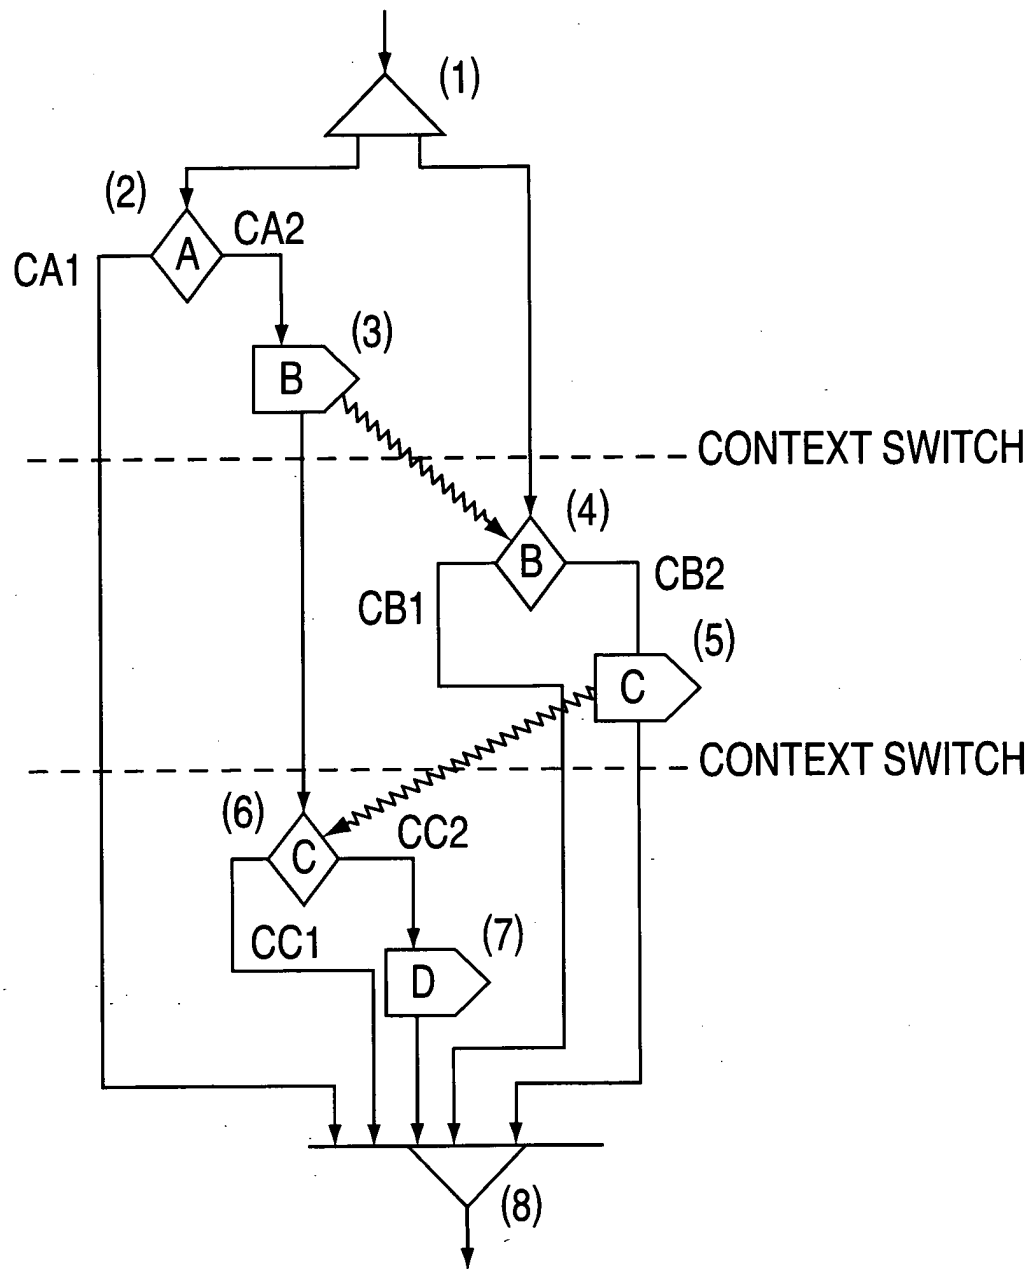 (1)
(2)
CA1
A
CA2
(3)
B
CONTEXT SWITCH
(4)
B
CB1
CB2
(5)
C
CONTEXT SWITCH
(6)
C
CC2
CC1
(7)
D
(8)